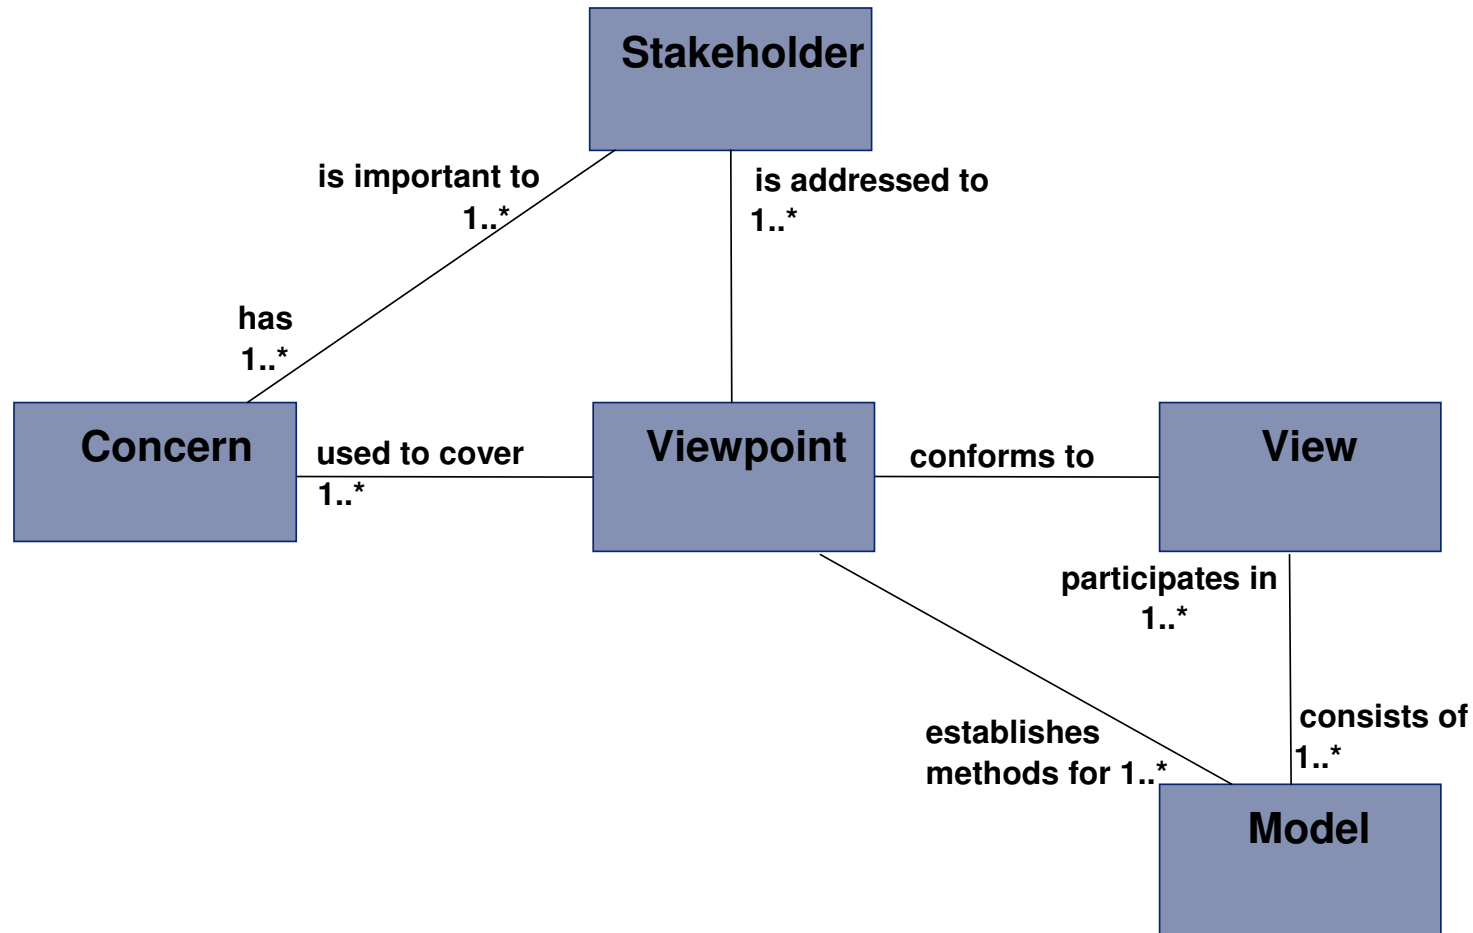 Stakeholder
is important to
1..*
is addressed to
1..*
has
1..*
Concern
used to cover
1..*
Viewpoint
conforms to
View
participates in
1..*
consists of
1..*
establishes
methods for 1..*
Model